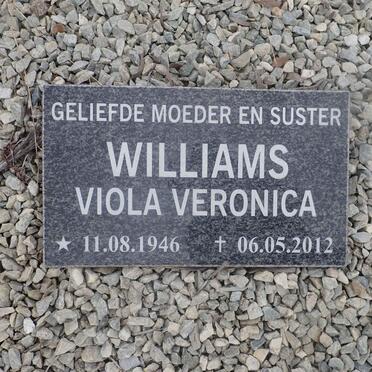 GELIEFDE MOEDER EN SUSTER
WILLIAMS
VIOLA VERONICA
★ 11.08.1946 ✝ 06.05.2012